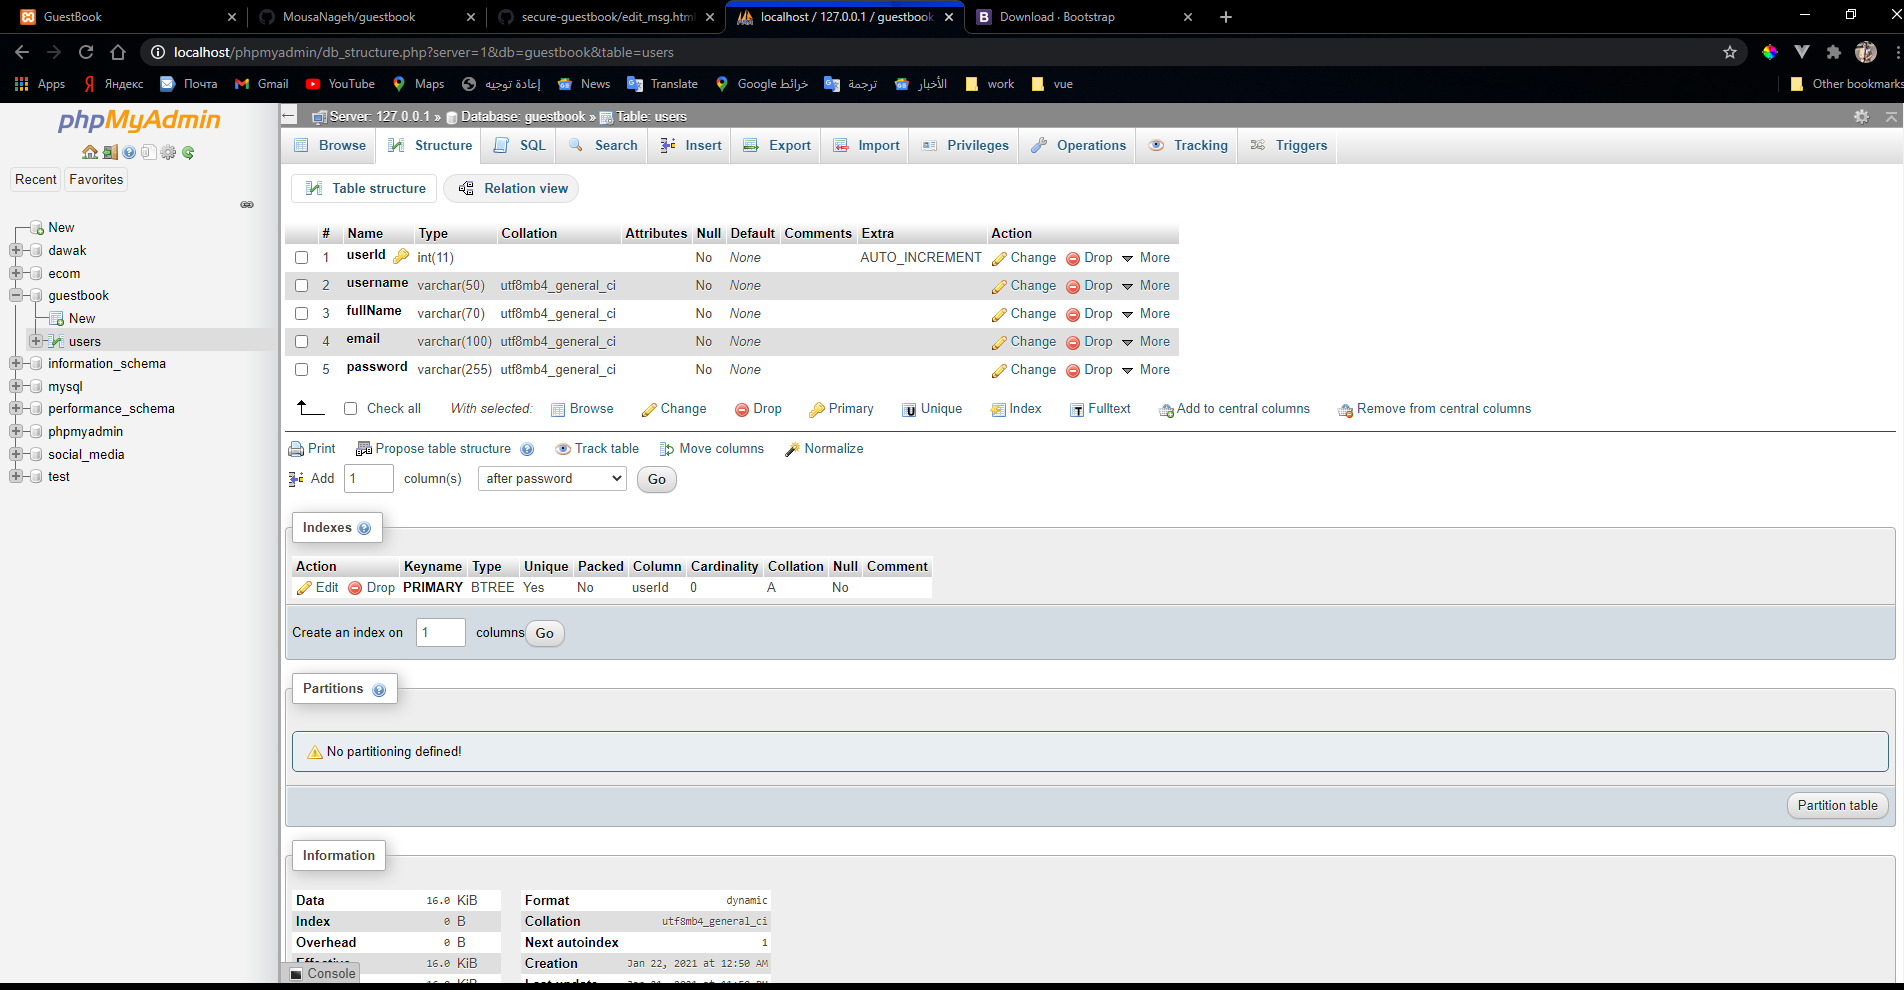 GuestBook
MousaNageh/guestbook
secure-guestbook/edit_msg.html
localhost / 127.0.0.1 / guestbook
Download · Bootstrap
localhost/phpmyadmin/db_structure.php?server=1&db=guestbook&table=users
Apps
Яндекс
Почта
Gmail
YouTube
Maps
إعادة توجيه
News
Translate
خرائط Google
ترجمة
الأخبار
work
vue
Other bookmarks
phpMyAdmin
Recent
Favorites
New
dawak
ecom
guestbook
New
users
information_schema
mysql
performance_schema
phpmyadmin
social_media
test
Server: 127.0.0.1 » Database: guestbook » Table: users
Browse Structure SQL Search Insert Export Import Privileges Operations Tracking Triggers
Table structure Relation view
# Name Type Collation Attributes Null Default Comments Extra Action
1 userId int(11) No None AUTO_INCREMENT Change Drop More
2 username varchar(50) utf8mb4_general_ci No None Change Drop More
3 fullName varchar(70) utf8mb4_general_ci No None Change Drop More
4 email varchar(100) utf8mb4_general_ci No None Change Drop More
5 password varchar(255) utf8mb4_general_ci No None Change Drop More
Check all With selected: Browse Change Drop Primary Unique Index Fulltext Add to central columns Remove from central columns
Print Propose table structure Track table Move columns Normalize
Add 1 column(s) after password Go
Indexes
Action Keyname Type Unique Packed Column Cardinality Collation Null Comment
Edit Drop PRIMARY BTREE Yes No userId 0 A No
Create an index on 1 columns Go
Partitions
No partitioning defined!
Partition table
Information
Data 16.0 KiB
Index 0 B
Overhead 0 B
Effective 16.0 KiB
Format dynamic
Collation utf8mb4_general_ci
Next autoindex 1
Creation Jan 22, 2021 at 12:50 AM
Console